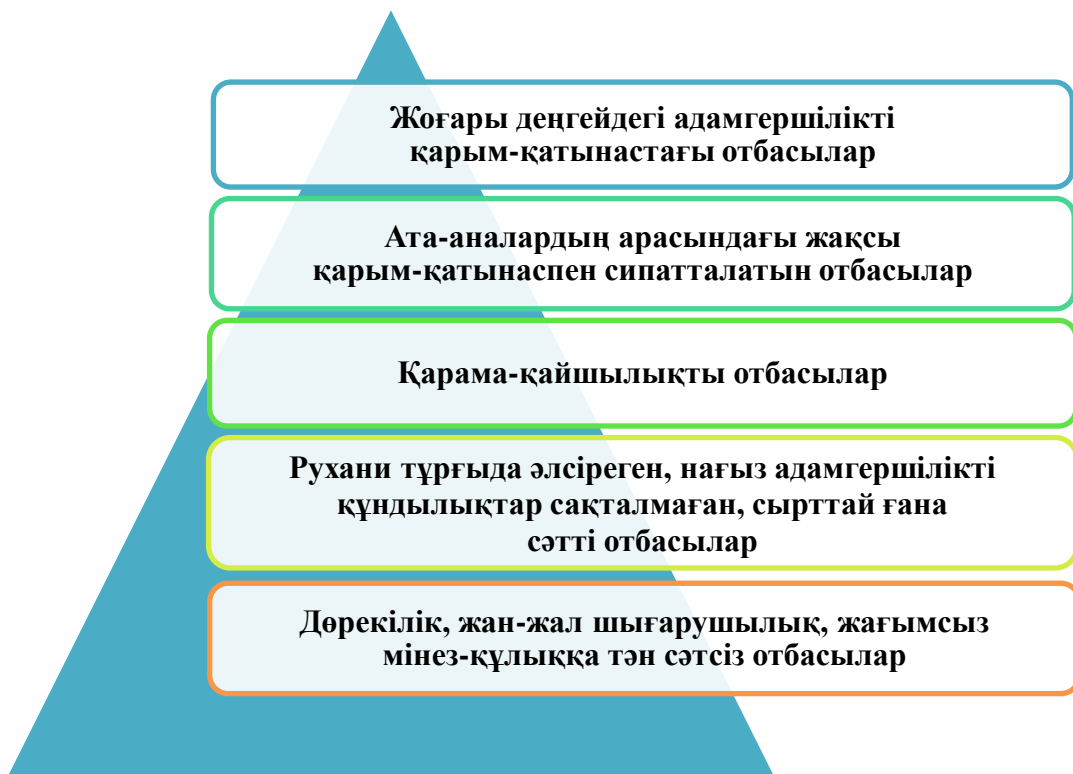 Жоғары деңгейдегі адамгершілікті
қарым-қатынастағы отбасылар
Ата-аналардың арасындағы жақсы
қарым-қатынаспен сипатталатын отбасылар
Қарама-қайшылықты отбасылар
Рухани тұрғыда әлсіреген, нағыз адамгершілікті
құндылықтар сақталмаған, сырттай ғана
сәтті отбасылар
Дөрекілік, жан-жал шығарушылық, жағымсыз
мінез-құлыққа тән сәтсіз отбасылар